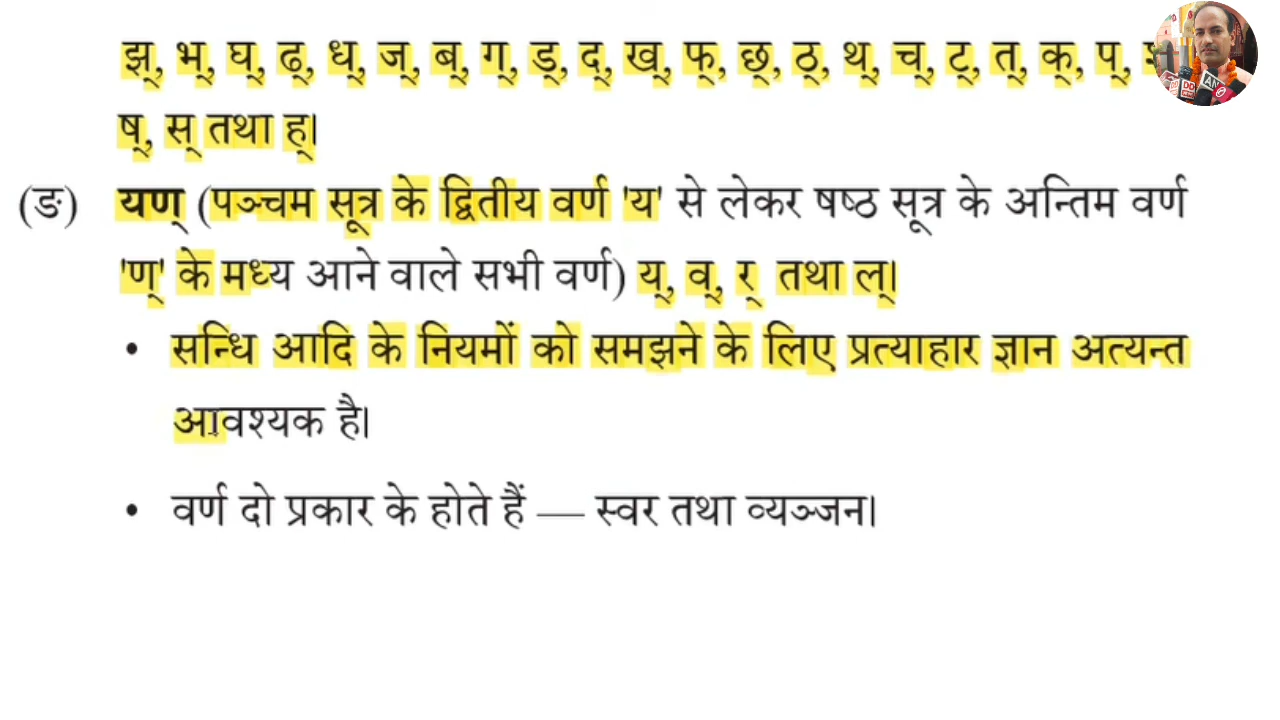 झ्, भ्, घ्, ढ्, ध्, ज्, ब्, ग्, ड्, द्, ख्, फ्, छ्, ठ्, थ्, च्, ट्, त्, क्, प्,
ष्, स् तथा ह्।
(ङ) यण् (पञ्चम सूत्र के द्वितीय वर्ण 'य' से लेकर षष्ठ सूत्र के अन्तिम वर्ण
'ण्' के मध्य आने वाले सभी वर्ण) य्, व्, र् तथा ल्।
• सन्धि आदि के नियमों को समझने के लिए प्रत्याहार ज्ञान अत्यन्त
आवश्यक है।
• वर्ण दो प्रकार के होते हैं — स्वर तथा व्यञ्जन।